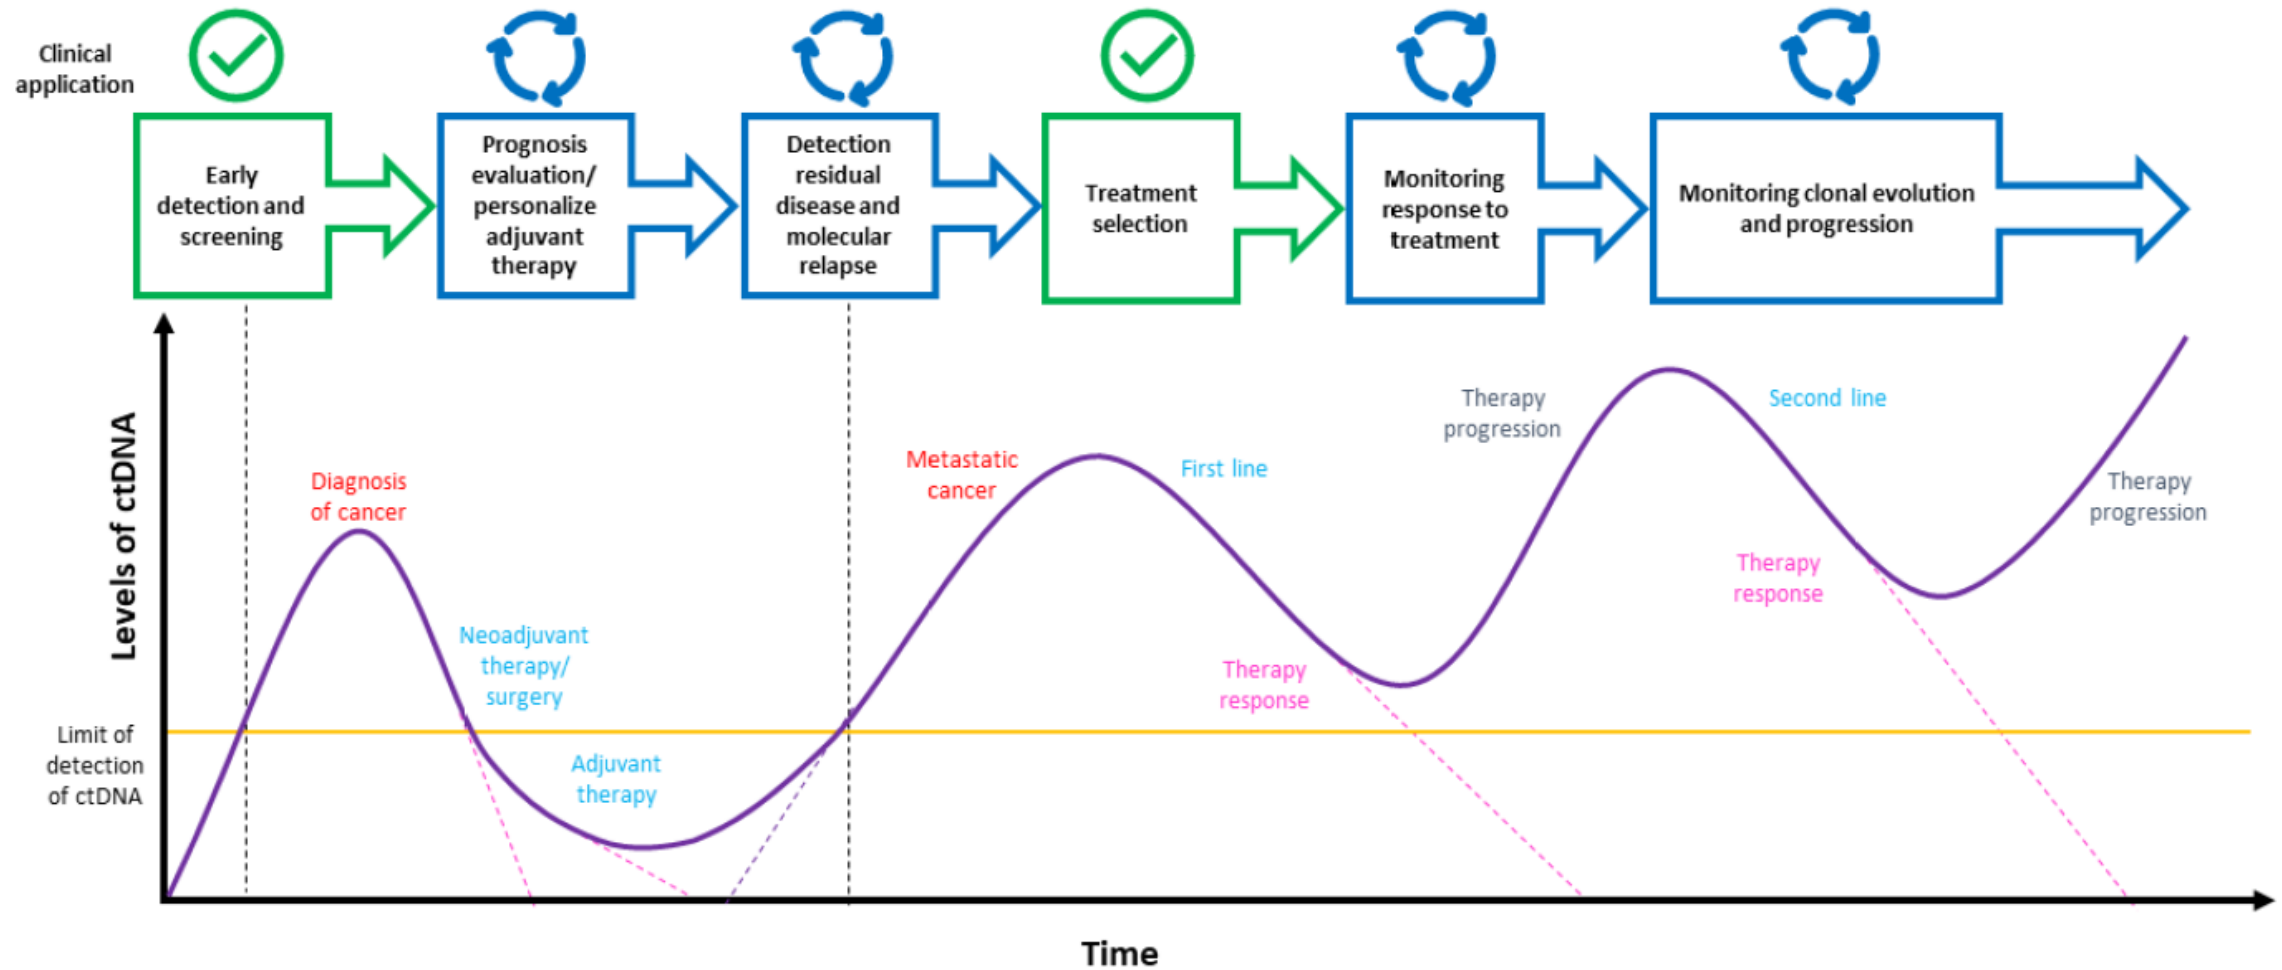 Clinical
application
Early
detection and
screening
Prognosis
evaluation/
personalize
adjuvant
therapy
Detection
residual
disease and
molecular
relapse
Treatment
selection
Monitoring
response to
treatment
Monitoring clonal evolution
and progression
Levels of ctDNA
Diagnosis
of cancer
Neoadjuvant
therapy/
surgery
Adjuvant
therapy
Metastatic
cancer
First line
Therapy
response
Therapy
progression
Second line
Therapy
response
Therapy
progression
Limit of
detection
of ctDNA
Time